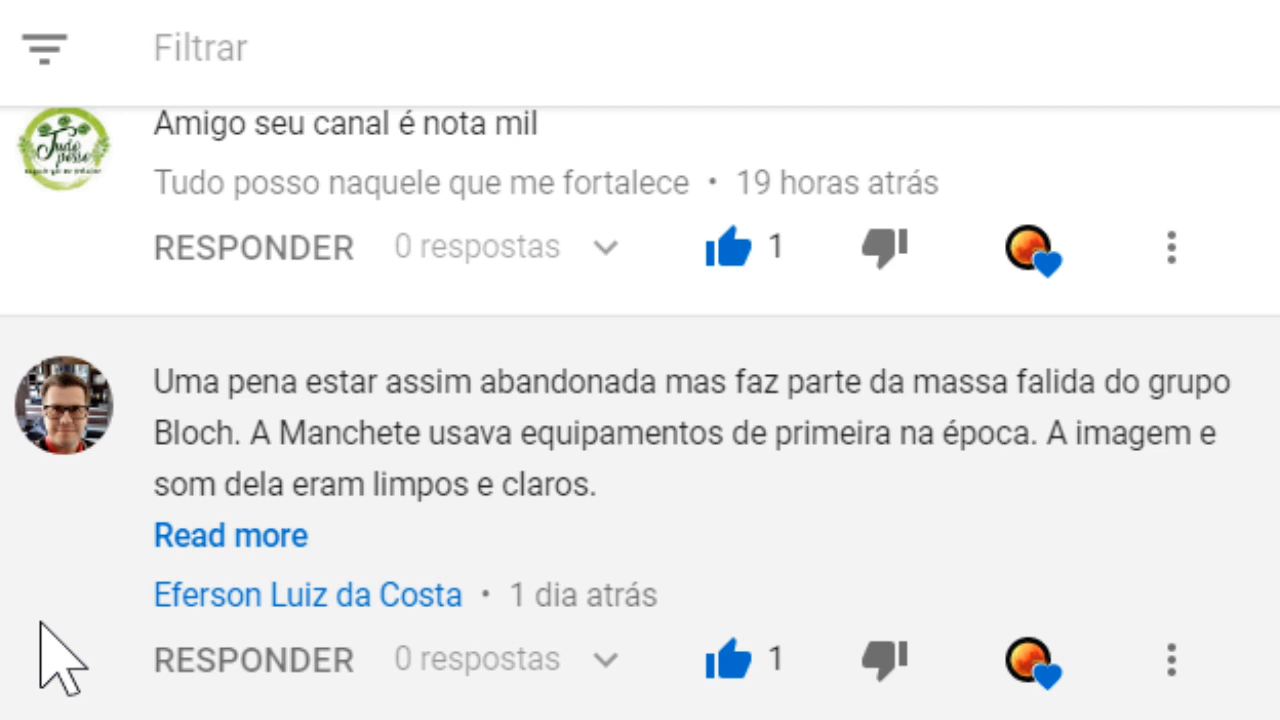 Filtrar
Amigo seu canal é nota mil
Tudo posso
Tudo posso naquele que me fortalece • 19 horas atrás
RESPONDER 0 respostas 1
Uma pena estar assim abandonada mas faz parte da massa falida do grupo
Bloch. A Manchete usava equipamentos de primeira na época. A imagem e
som dela eram limpos e claros.
Read more
Eferson Luiz da Costa • 1 dia atrás
RESPONDER 0 respostas 1